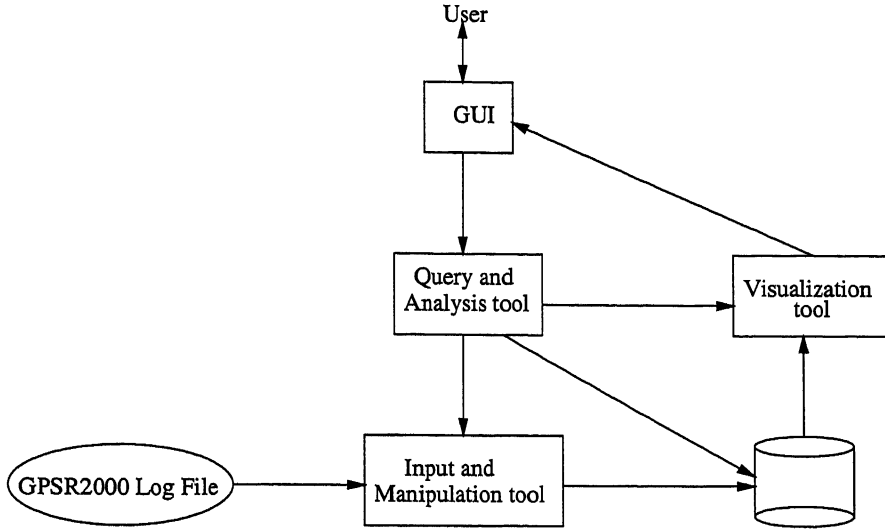 User
GUI
Query and
Analysis tool
Visualization
tool
GPSR2000 Log File
Input and
Manipulation tool